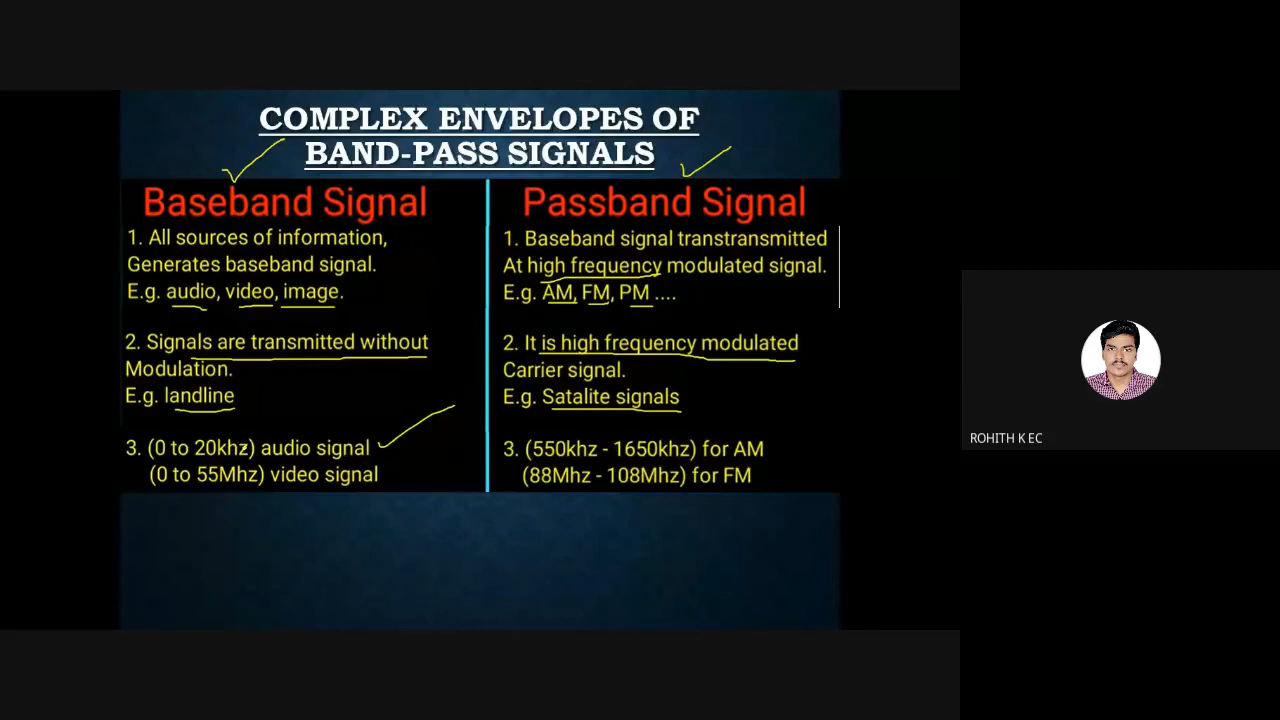 COMPLEX ENVELOPES OF
BAND-PASS SIGNALS
Baseband Signal
1. All sources of information,
Generates baseband signal.
E.g. audio, video, image.
2. Signals are transmitted without
Modulation.
E.g. landline
3. (0 to 20khz) audio signal
(0 to 55Mhz) video signal
Passband Signal
1. Baseband signal transtransmitted
At high frequency modulated signal.
E.g. AM, FM, PM ....
2. It is high frequency modulated
Carrier signal.
E.g. Satalite signals
3. (550khz - 1650khz) for AM
(88Mhz - 108Mhz) for FM
ROHITH K EC